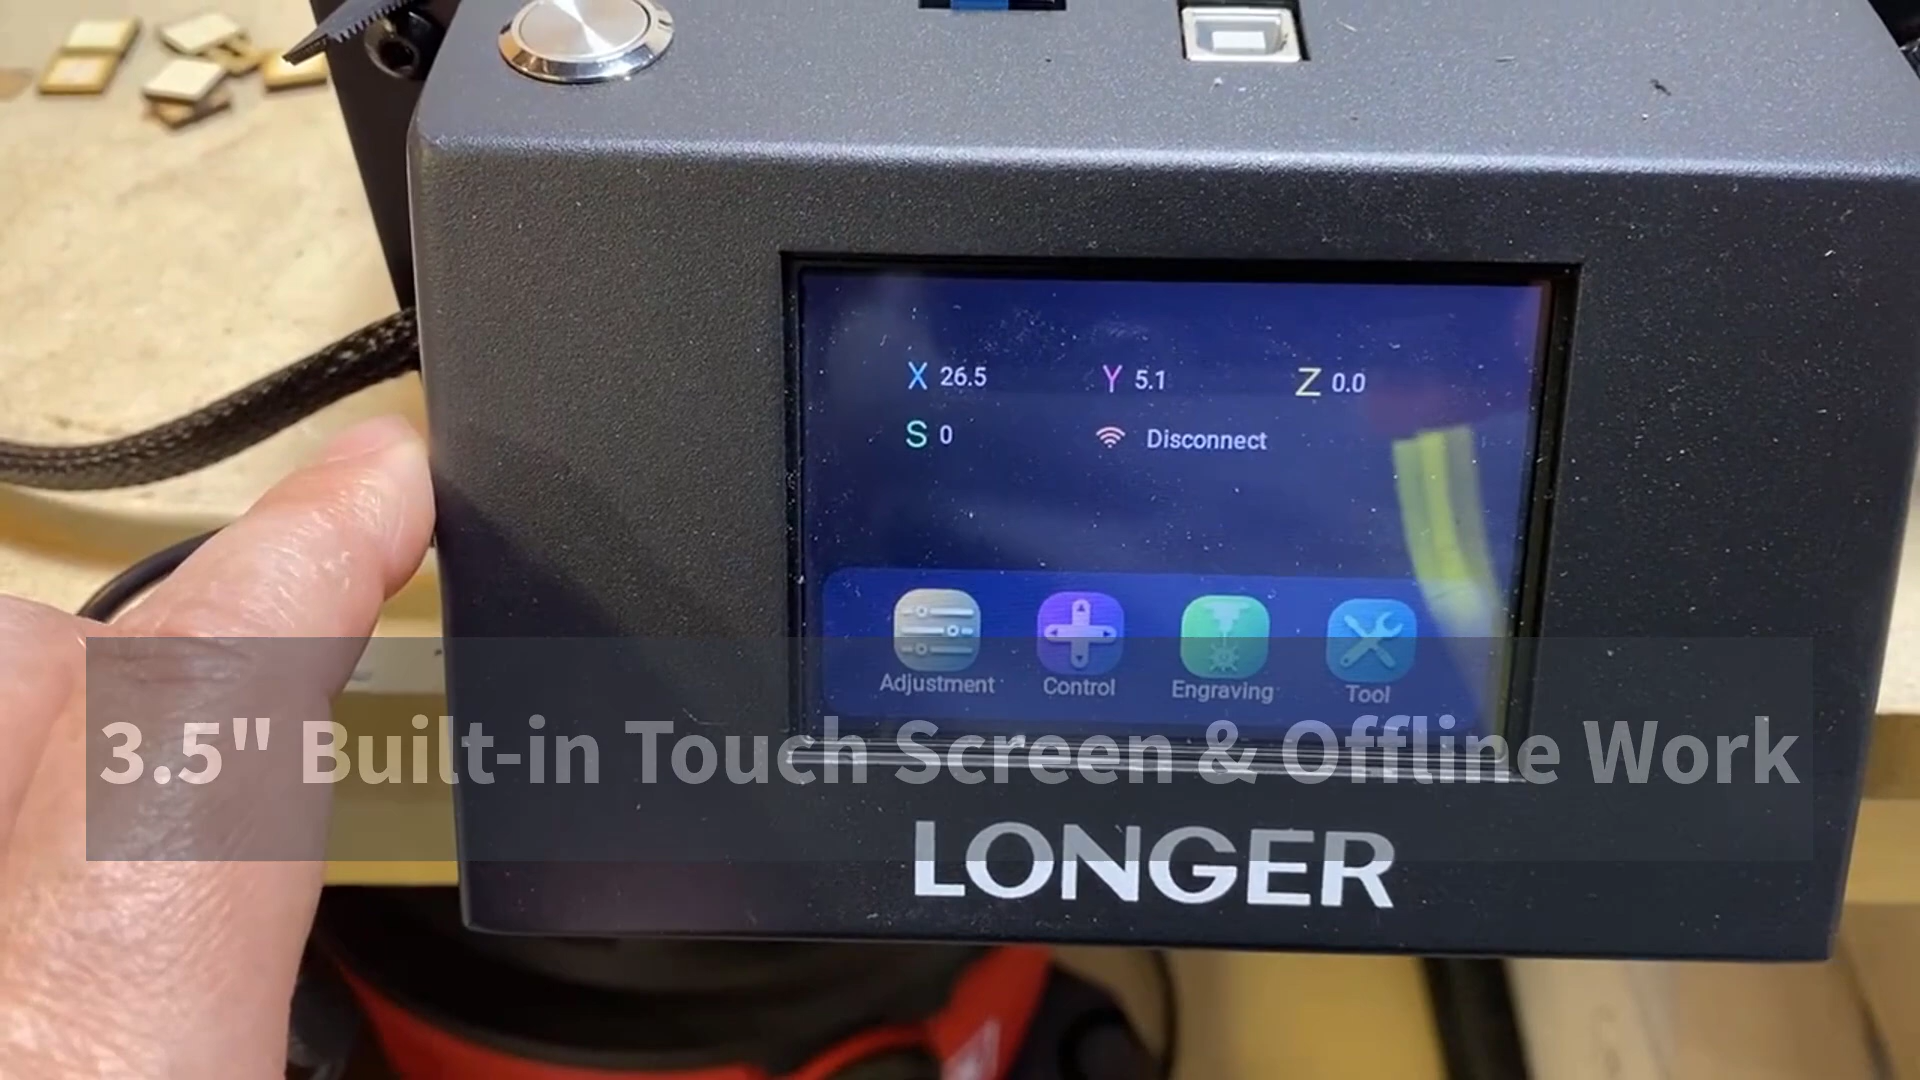 X 26.5 Y 5.1 Z 0.0
S 0 Disconnect
Adjustment Control Engraving Tool
3.5" Built-in Touch Screen & Offline Work
LONGER